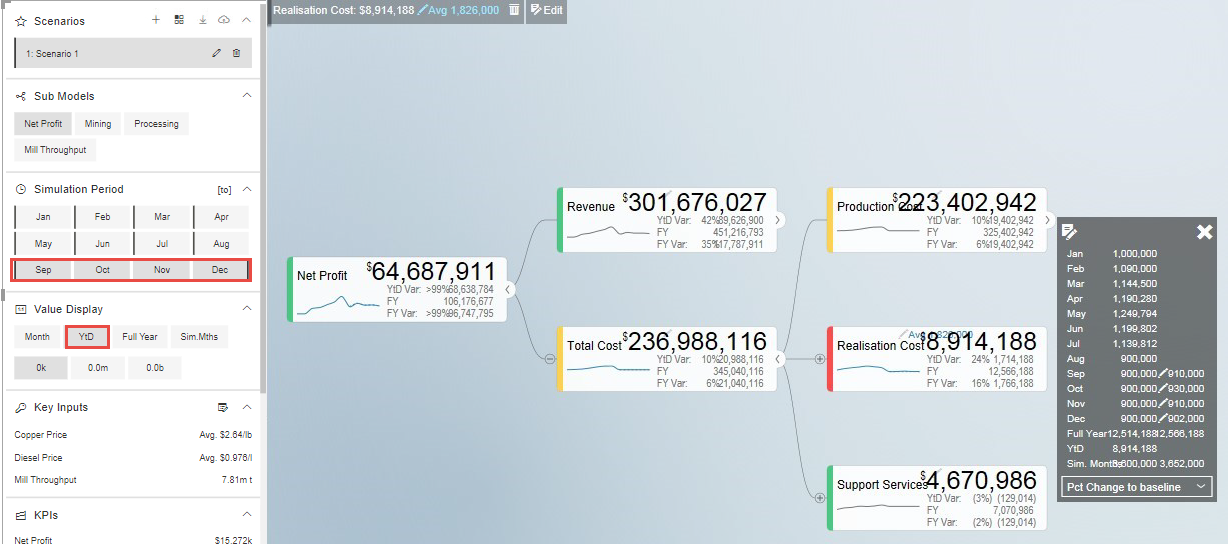 Scenarios
1: Scenario 1
Sub Models
Net Profit Mining Processing
Mill Throughput
Simulation Period [to]
Jan Feb Mar Apr
May Jun Jul Aug
Sep Oct Nov Dec
Value Display
Month YtD Full Year Sim.Mths
0k 0.0m 0.0b
Key Inputs
Copper Price Avg. $2.64/lb
Diesel Price Avg. $0.976/l
Mill Throughput 7.81m t
KPIs
Net Profit $15.272k
Realisation Cost: $8,914,188 Avg 1,826,000 Edit
Net Profit $64,687,911
YtD Var: >99% 68,638,784
FY 106,176,677
FY Var: >99% 96,747,795
Revenue $301,676,027
YtD Var: 42% 89,626,900
FY 451,216,793
FY Var: 35% 17,787,911
Total Cost $236,988,116
YtD Var: 10% 20,988,116
FY 345,040,116
FY Var: 6% 21,040,116
Production Cost $223,402,942
YtD Var: 10% 19,402,942
FY 325,402,942
FY Var: 6% 19,402,942
Realisation Cost $8,914,188
YtD Var: 24% 1,714,188
FY 12,566,188
FY Var: 16% 1,766,188
Support Services $4,670,986
YtD Var: (3%) (129,014)
FY 7,070,986
FY Var: (2%) (129,014)
Jan 1,000,000
Feb 1,090,000
Mar 1,144,500
Apr 1,190,280
May 1,249,794
Jun 1,199,802
Jul 1,139,812
Aug 900,000
Sep 900,000 910,000
Oct 900,000 930,000
Nov 900,000 910,000
Dec 900,000 902,000
Full Year 12,514,188 12,566,188
YtD 8,914,188
Sim. Months 3,600,000 3,652,000
Pct Change to baseline